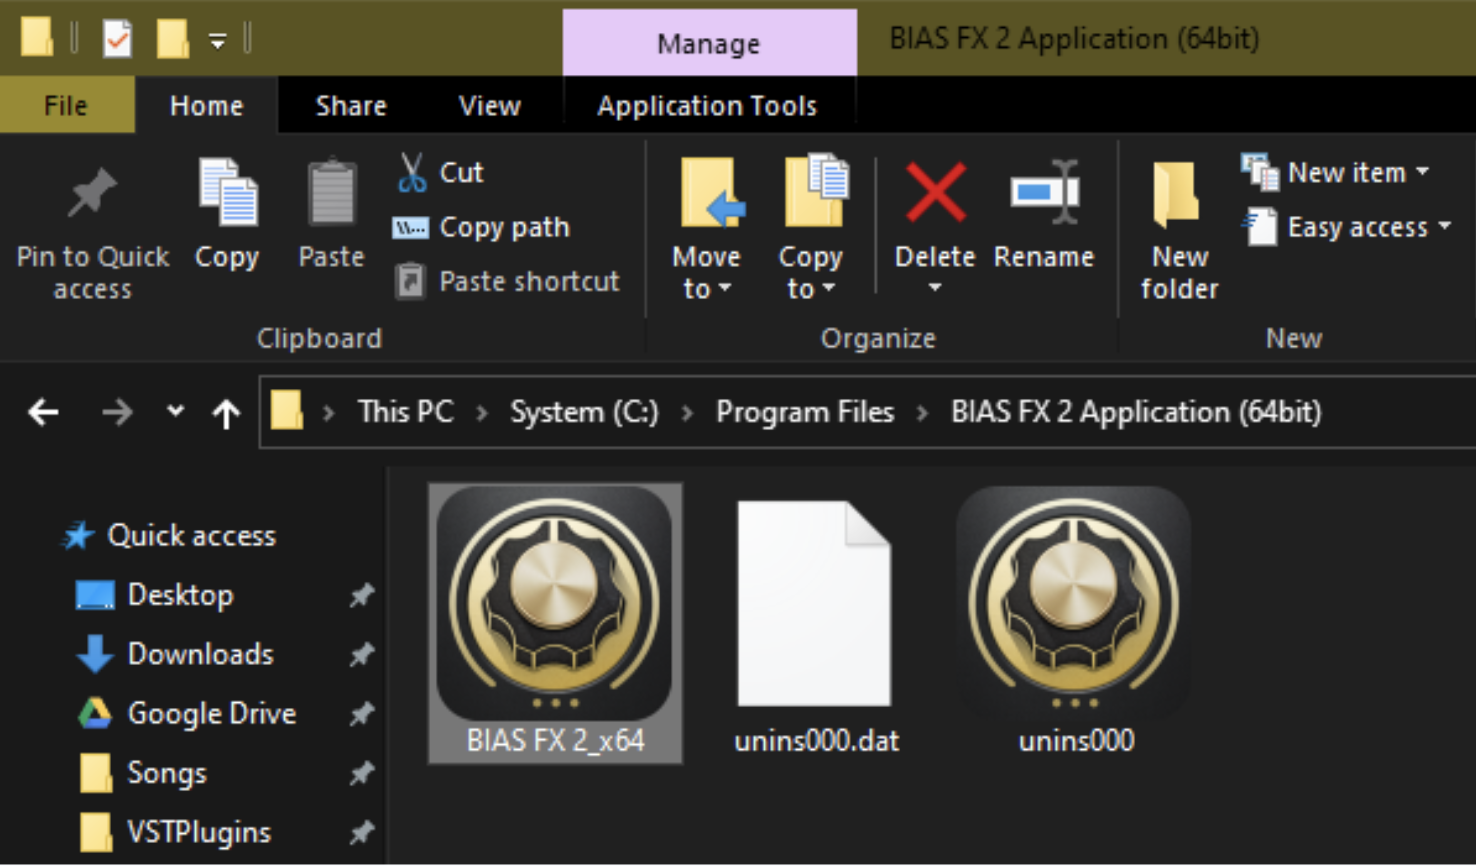 Manage
BIAS FX 2 Application (64bit)
File
Home
Share
View
Application Tools
Pin to Quick
access
Copy
Paste
Cut
Copy path
Paste shortcut
Clipboard
Move
to
Copy
to
Delete
Rename
Organize
New
folder
New item
Easy access
New
This PC
System (C:)
Program Files
BIAS FX 2 Application (64bit)
Quick access
Desktop
Downloads
Google Drive
Songs
VSTPlugins
BIAS FX 2_x64
unins000.dat
unins000